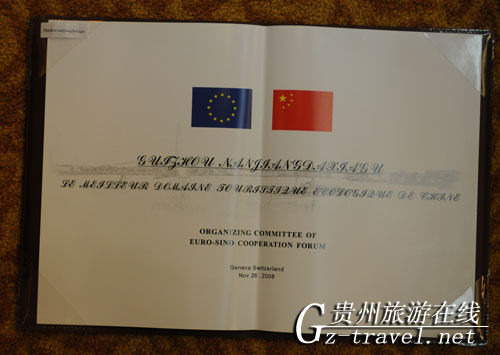 GUIZHOU NANJIANGDAXIAGU
LE MEILLEUR DOMAINE TOURISTIQUE ECOLOGIQUE DE CHINE
ORGANIZING COMMITTEE OF
EURO-SINO COOPERATION FORUM
Geneva Switzerland
Nov 26 , 2008
贵州旅游在线
Gz-travel.net